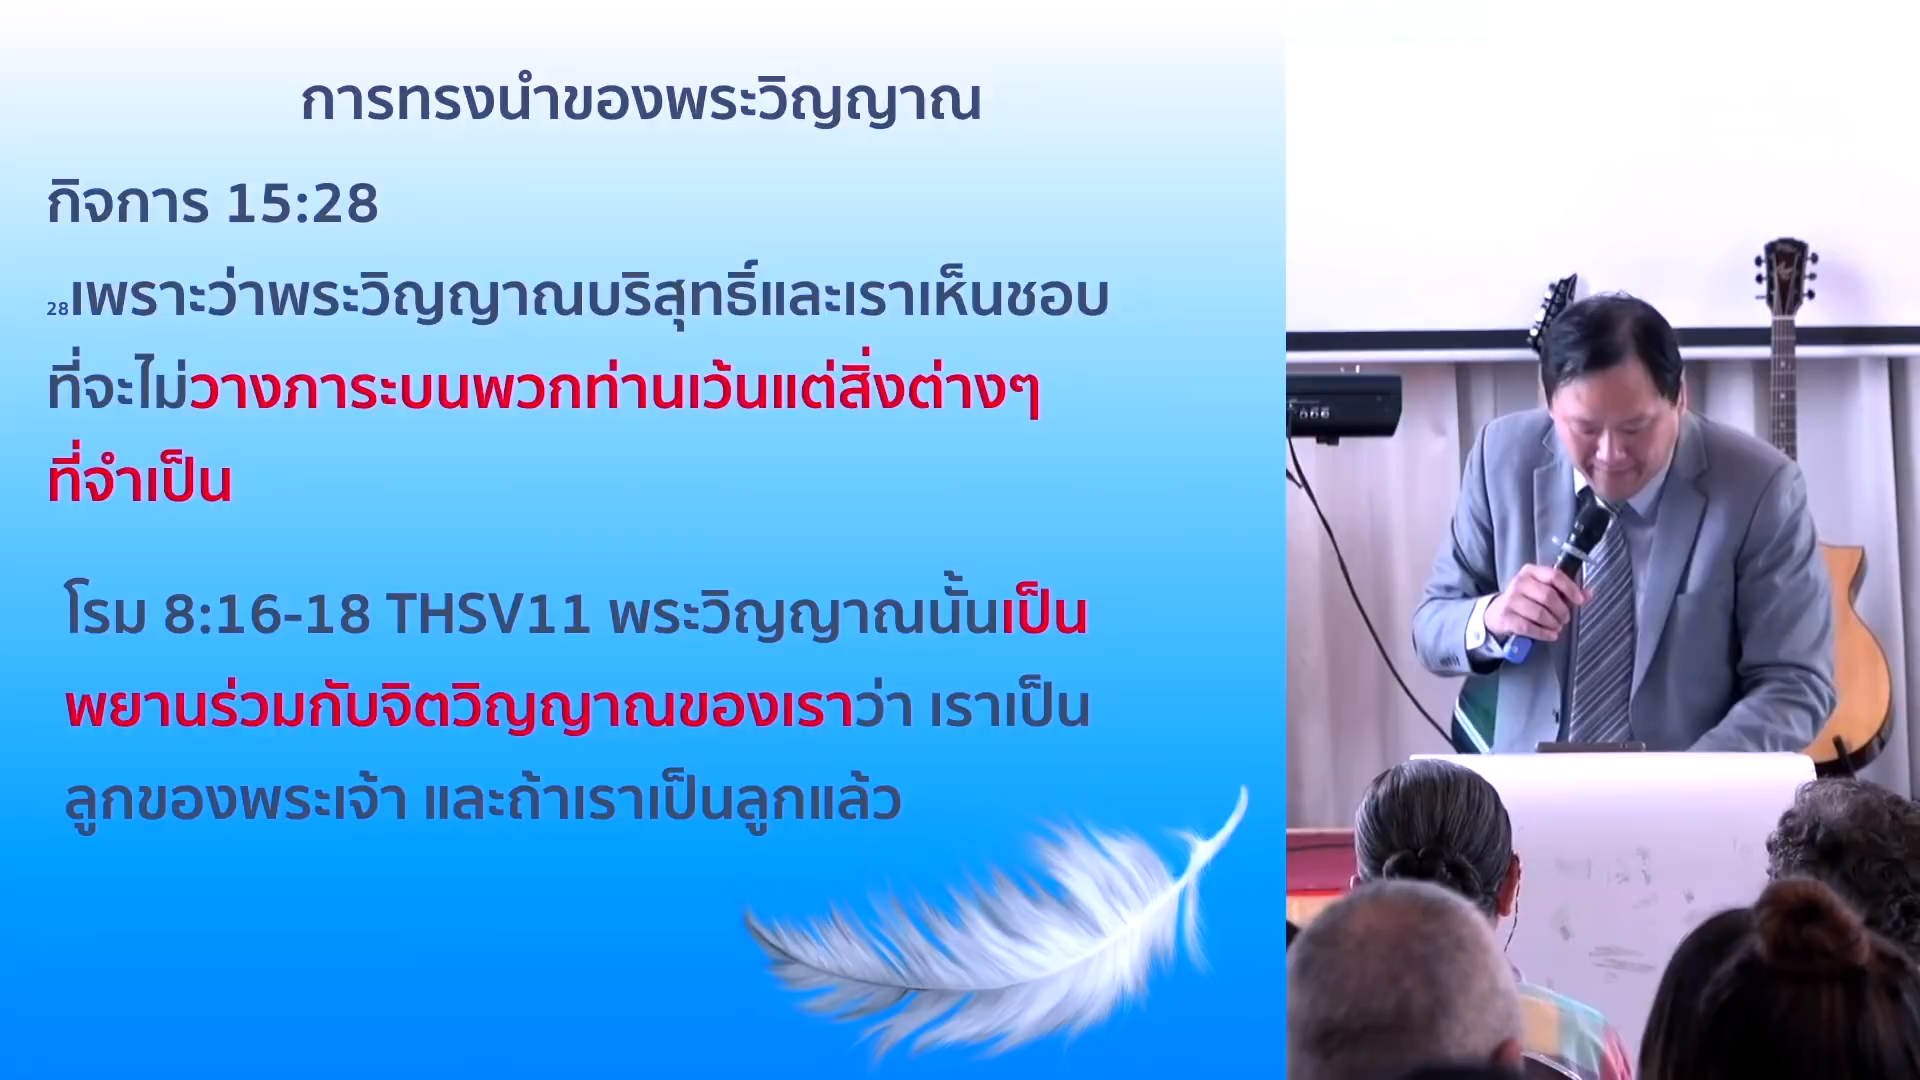 การทรงนำของพระวิญญาณ
กิจการ 15:28
28เพราะว่าพระวิญญาณบริสุทธิ์และเราเห็นชอบ
ที่จะไม่วางภาระบนพวกท่านเว้นแต่สิ่งต่างๆ
ที่จำเป็น
โรม 8:16-18 THSV11 พระวิญญาณนั้นเป็น
พยานร่วมกับจิตวิญญาณของเราว่า เราเป็น
ลูกของพระเจ้า และถ้าเราเป็นลูกแล้ว